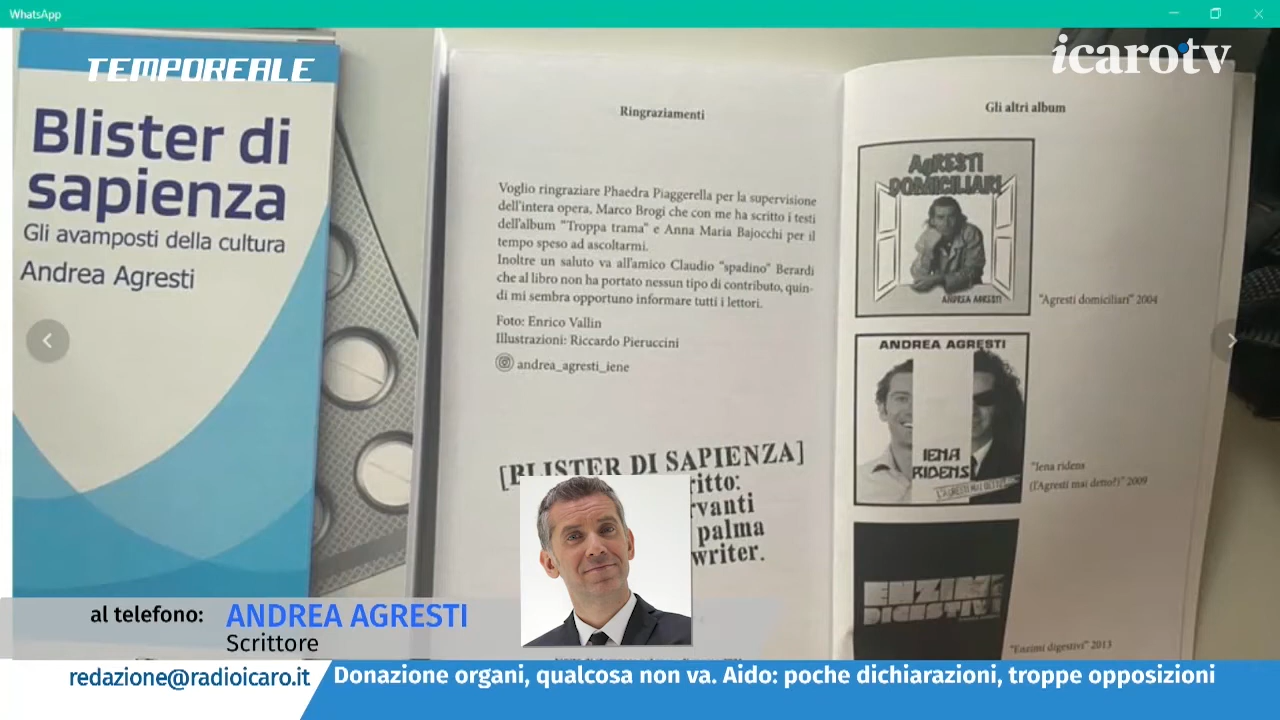 WhatsApp
TEMPOREALE
icarotv
Blister di
sapienza
Gli avamposti della cultura
Andrea Agresti
Ringraziamenti
Voglio ringraziare Phaedra Piaggerella per la supervisione
dell'intera opera, Marco Brogi che con me ha scritto i testi
dell'album "Troppa trama" e Anna Maria Bajocchi per il
tempo speso ad ascoltarmi.
Inoltre un saluto va all'amico Claudio "spadino" Berardi
che al libro non ha portato nessun tipo di contributo, quin-
di mi sembra opportuno informare tutti i lettori.
Foto: Enrico Vallin
Illustrazioni: Riccardo Pieruccini
andrea_agresti_iene
[BLISTER DI SAPIENZA]
ritto:
rvanti
palma
writer.
Gli altri album
AGRESTI
DOMICILIARI
ANDREA AGRESTI
"Agresti domiciliari" 2004
ANDREA AGRESTI
IENA
RIDENS
"Iena ridens
(l'Agresti mai detto?)" 2009
ENZIMI
DIGESTIVI
"Enzimi digestivi" 2013
al telefono: ANDREA AGRESTI
Scrittore
redazione@radioicaro.it
Donazione organi, qualcosa non va. Aido: poche dichiarazioni, troppe opposizioni